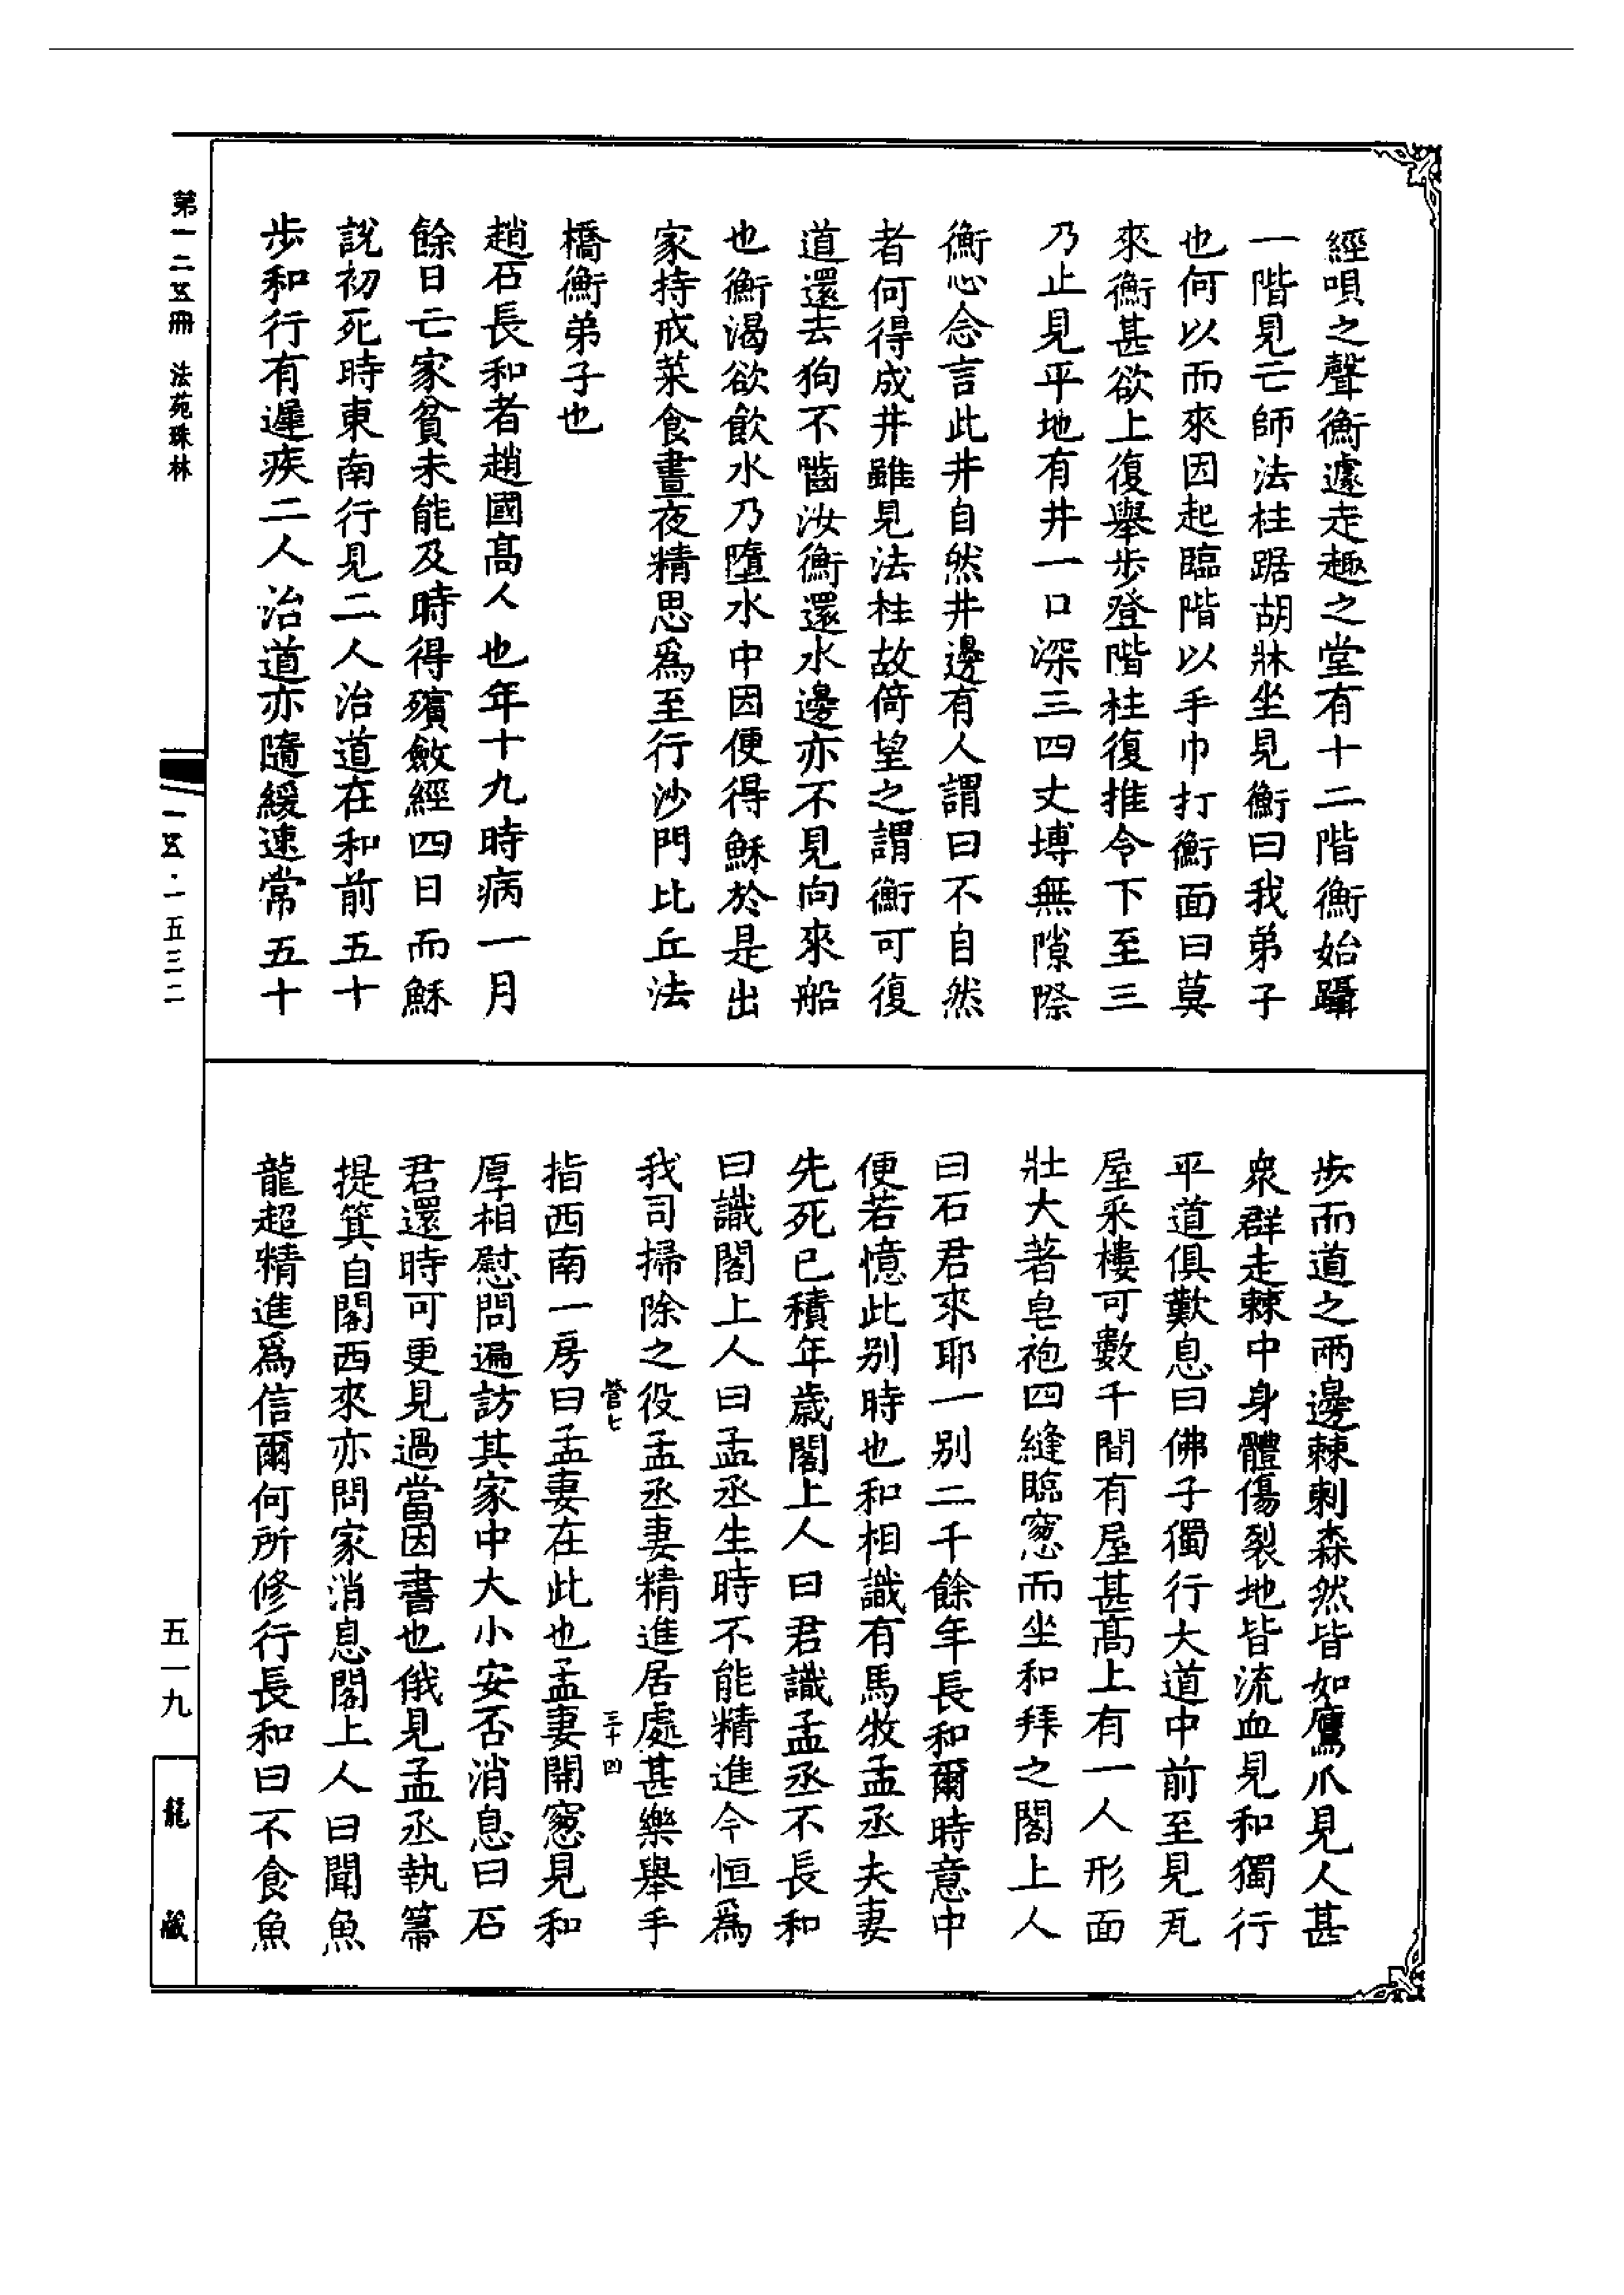 經唄之聲衡遽走趣之堂有十二階衡始躡
一階見亡師法柱踞胡牀坐見衡曰我弟子
也何以而來因起臨階以手巾打衡面曰莫
來衡甚欲上復舉步登階柱復推令下至三
乃止見平地有井一口深三四丈塼無隙際
衡心念言此井自然井邊有人謂曰不自然
者何得成井雖見法柱故倚望之謂衡可復
道還去狗不嚙汝衡還水邊亦不見向來船
也衡渴欲飲水乃墮水中因便得穌於是出
家持戒菜食晝夜精思為至行沙門比丘法
橋衡弟子也
趙石長和者趙國高人也年十九時病一月
餘日亡家貧未能及時得殯斂經四日而穌
說初死時東南行見二人治道在和前五十
步和行有遲疾二人治道亦隨緩速常五十
步而道之兩邊棘刺森然皆如鷹爪見人甚
衆群走棘中身體傷裂地皆流血見和獨行
平道俱歎息曰佛子獨行大道中前至見瓦
屋釆樓可數千間有屋甚高上有一人形面
壯大著皂袍四縫臨窓而坐和拜之閣上人
曰石君來耶一別二千餘年長和爾時意中
便若憶此別時也和相識有馬牧孟丞夫妻
先死已積年歲閣上人曰君識孟丞不長和
曰識閣上人曰孟丞生時不能精進今恒為
我司掃除之役孟丞妻精進居處甚樂舉手
管七 三十四
指西南一房曰孟妻在此也孟妻開窓見和
厚相慰問遍訪其家中大小安否消息曰石
君還時可更見過當因書也俄見孟丞執箒
提箕自閣西來亦問家消息閣上人曰聞魚
龍超精進為信爾何所修行長和曰不食魚
第一二五冊 法苑珠林
一五·一五三二
五一九
龍藏